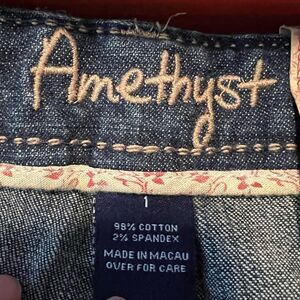 Amethyst
1
98% COTTON
2% SPANDEX
MADE IN MACAU
OVER FOR CARE